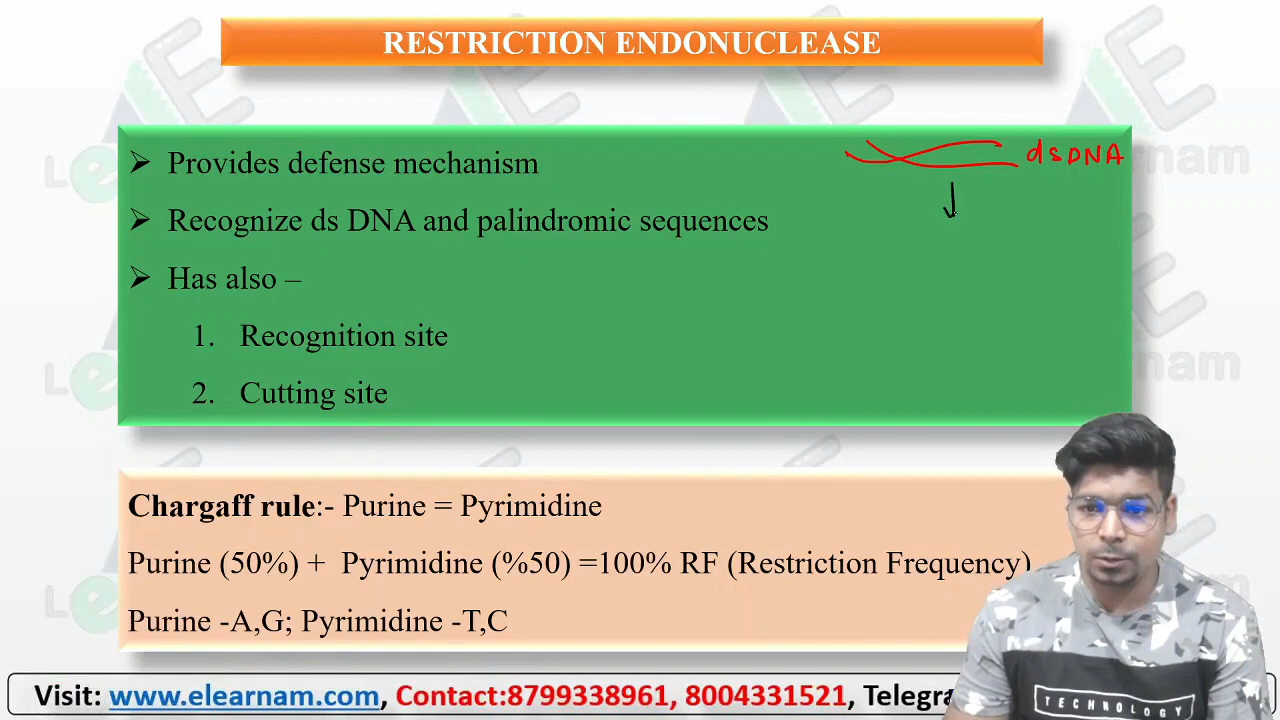 RESTRICTION ENDONUCLEASE
➢ Provides defense mechanism
dsDNA
➢ Recognize ds DNA and palindromic sequences
➢ Has also –
1. Recognition site
2. Cutting site
Chargaff rule:- Purine = Pyrimidine
Purine (50%) + Pyrimidine (%50) =100% RF (Restriction Frequency)
Purine -A,G; Pyrimidine -T,C
Visit: www.elearnam.com, Contact:8799338961, 8004331521,
TECHNOLOGY